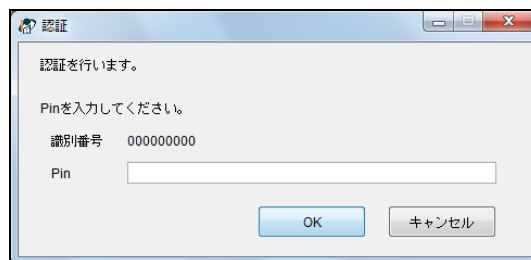 認証
認証を行います。
Pinを入力してください。
識別番号 000000000
Pin
OK キャンセル